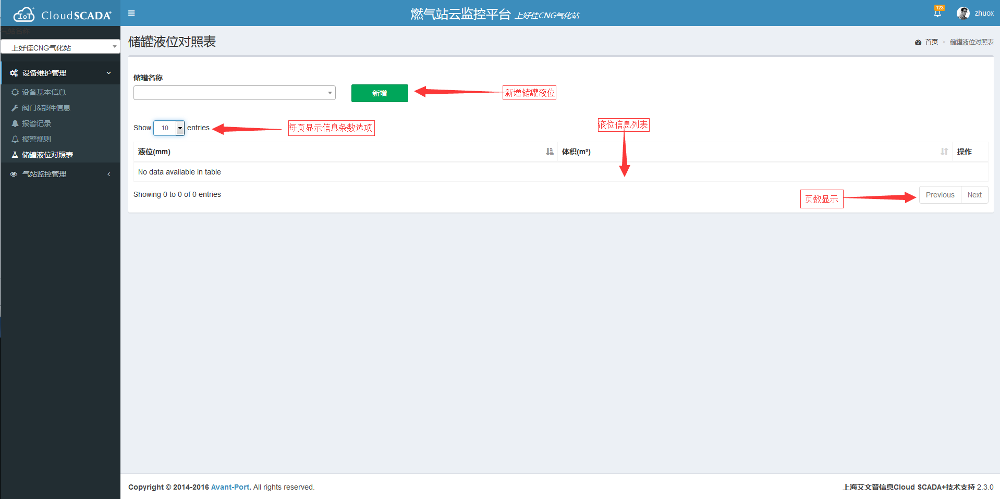 IoT CloudSCADA+
燃气站云监控平台 上好佳CNG气化站
123
zhuox
气站名称
上好佳CNG气化站
设备维护管理
设备基本信息
阀门&部件信息
报警记录
报警规则
储罐液位对照表
气站监控管理
储罐液位对照表
首页 > 储罐液位对照表
储罐名称
新增
新增储罐液位
Show 10 entries
每页显示信息条数选项
液位信息列表
液位(mm) 体积(m³) 操作
No data available in table
Showing 0 to 0 of 0 entries
页数显示
Previous Next
Copyright © 2014-2016 Avant-Port. All rights reserved.
上海艾文普信息Cloud SCADA+技术支持 2.3.0